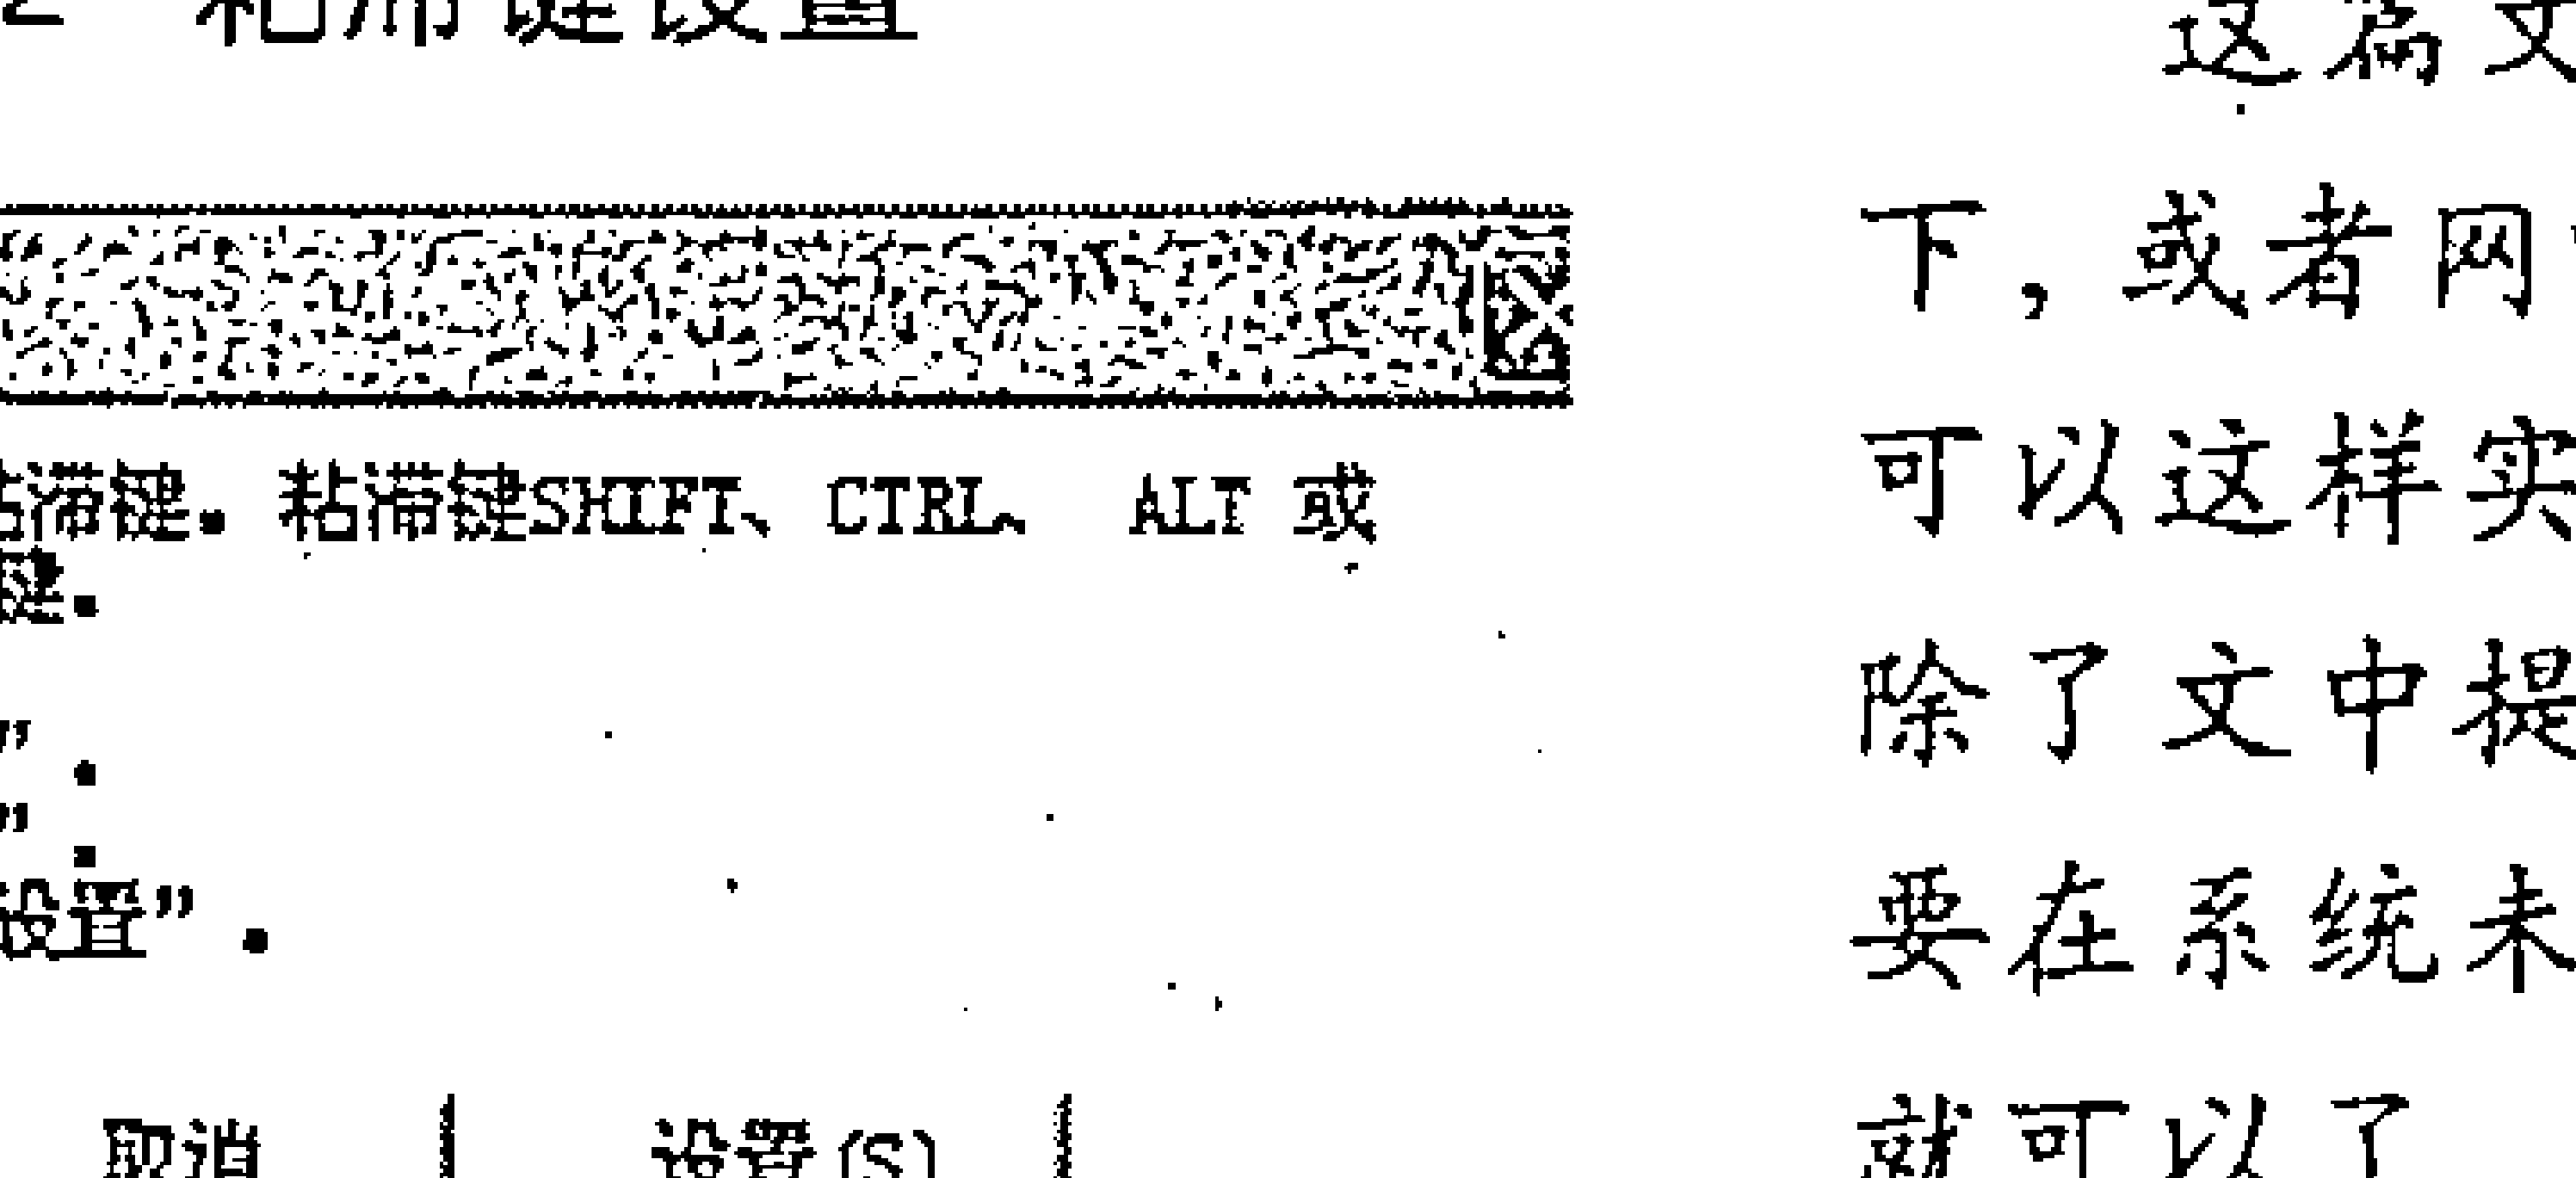 2 粘滞键设置
粘滞键. 粘滞键SHIFT、CTRL、 ALT 或
键.
”.
”.
设置”.
取消 设置(S)
这篇文
下，或者网
可以这样实
除了文中提
要在系统未
就可以了